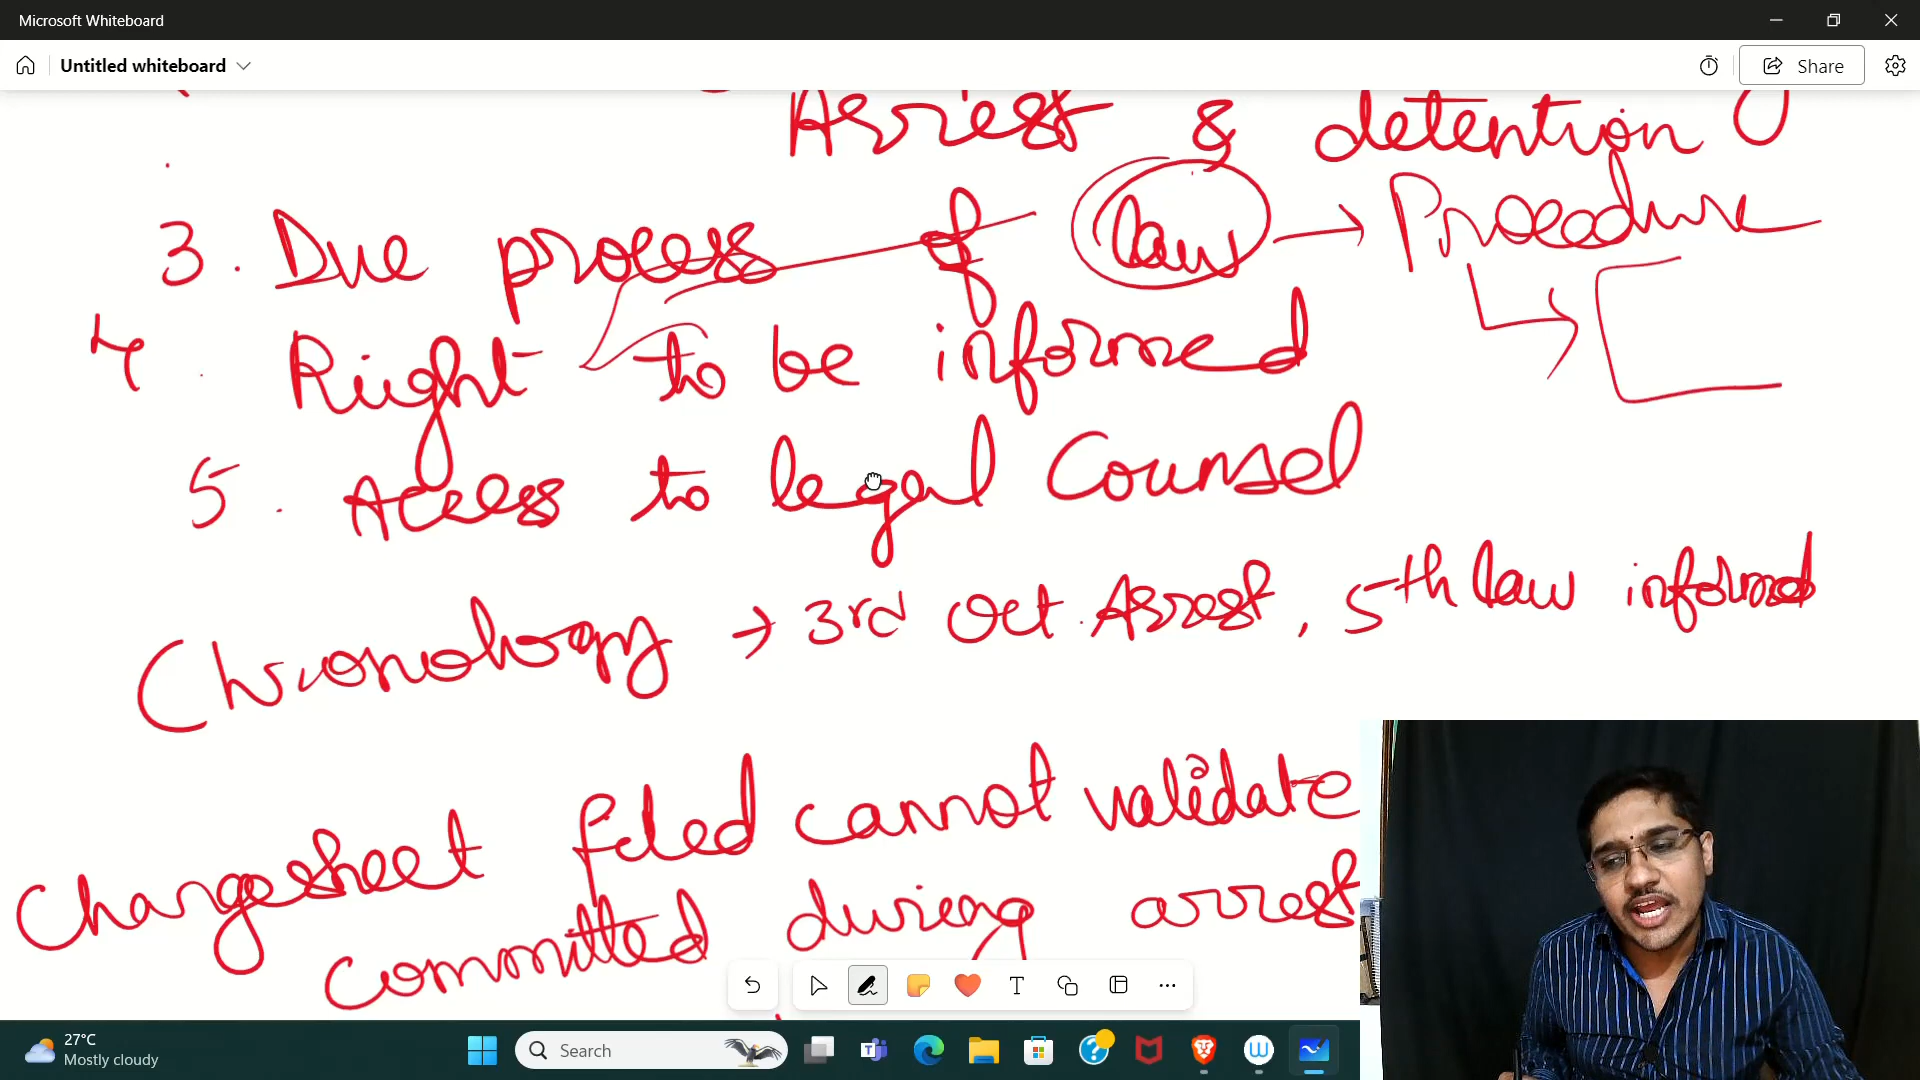 Microsoft Whiteboard
Untitled whiteboard
Share
Arrest & detention
3. Due process of law → Procedure
4. Right to be informed
5. Access to legal Counsel
Chronology → 3rd Oct. Arrest, 5th law informed
Chargesheet filed cannot validate
committed during arrest
27°C
Mostly cloudy
Search